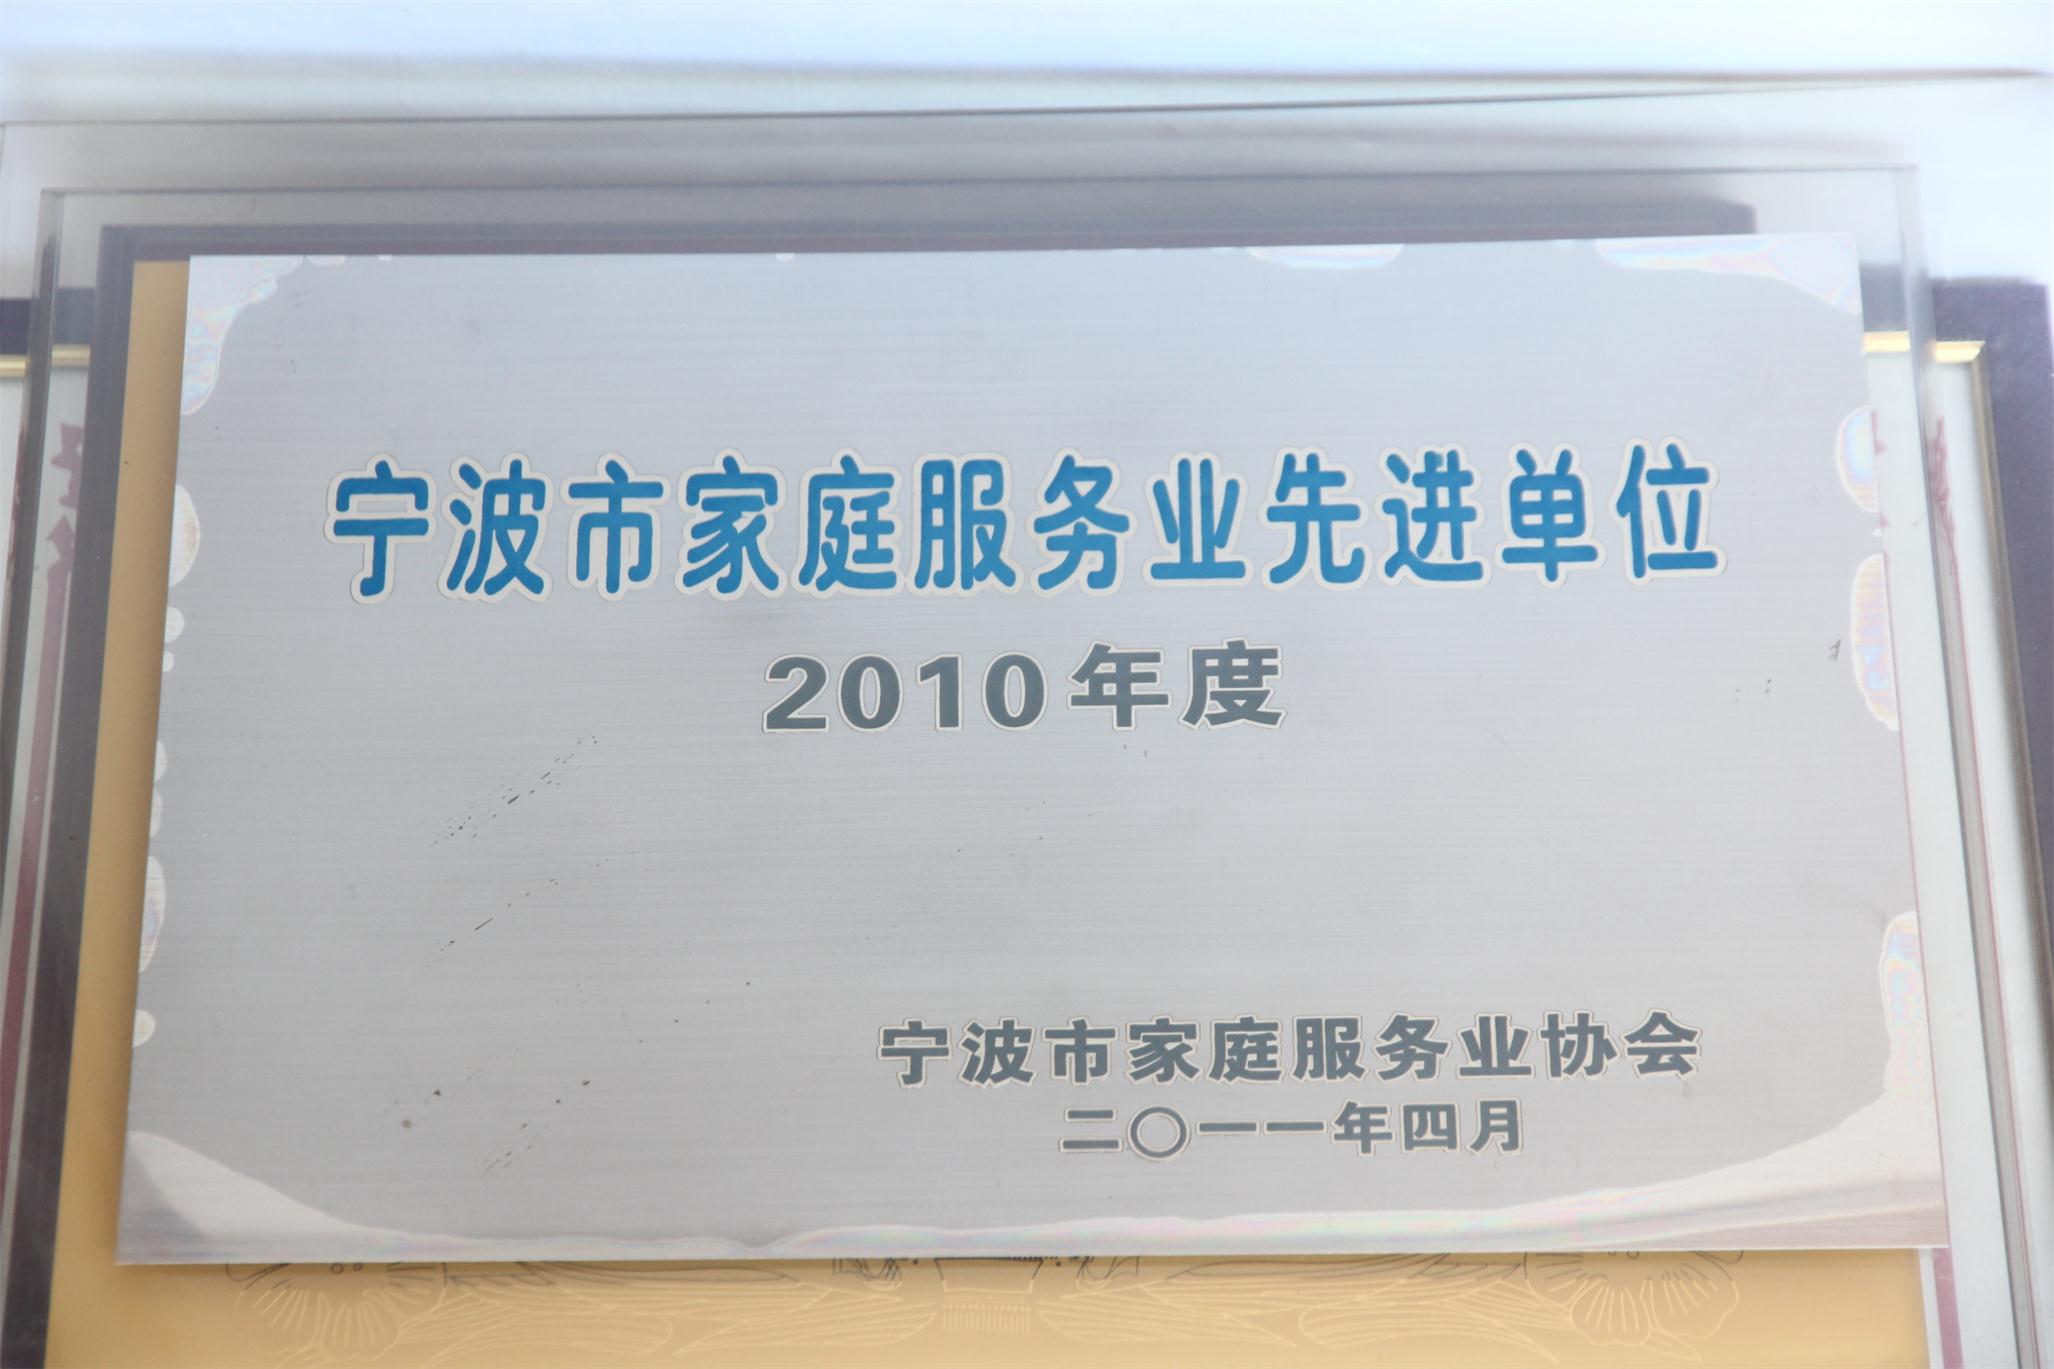 宁波市家庭服务业先进单位
2010年度
宁波市家庭服务业协会
二〇一一年四月